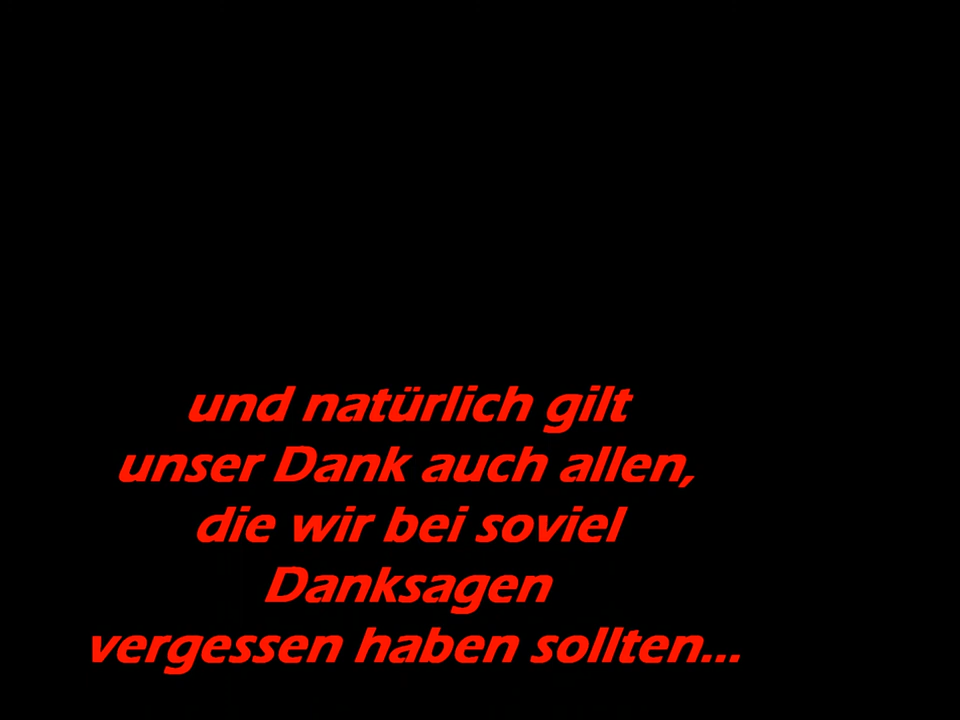 und natürlich gilt
unser Dank auch allen,
die wir bei soviel
Danksagen
vergessen haben sollten...